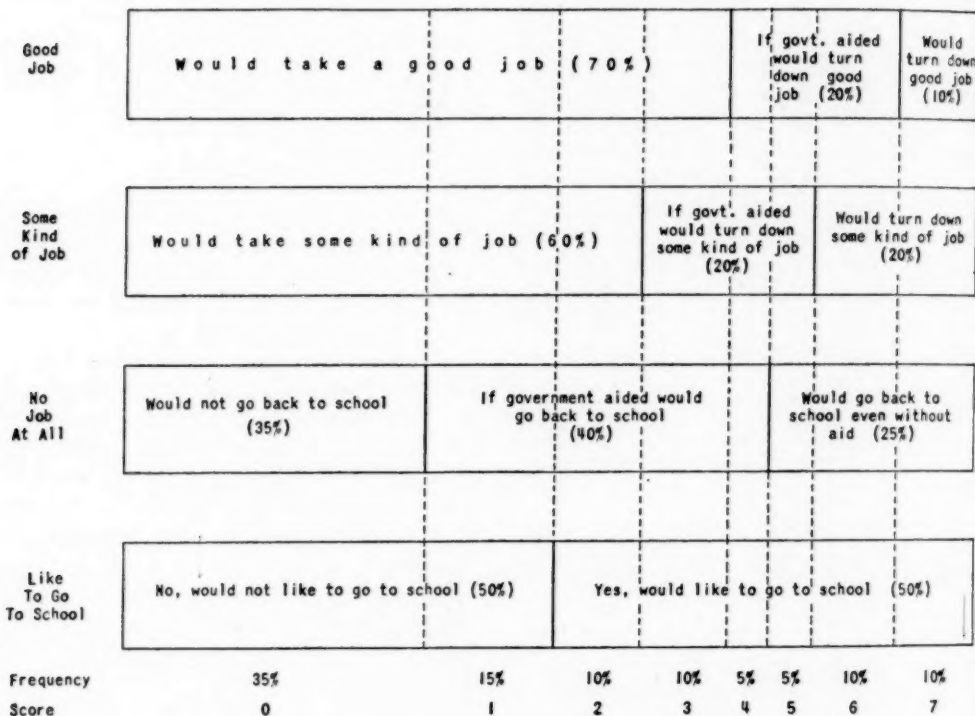 Good
Job
Would take a good job (70%)
If govt. aided
would turn
down good
job (20%)
Would
turn down
good job
(10%)
Some
Kind
of Job
Would take some kind of job (60%)
If govt. aided
would turn down
some kind of job
(20%)
Would turn down
some kind of job
(20%)
No
Job
At All
Would not go back to school
(35%)
If government aided would
go back to school
(40%)
Would go back to
school even without
aid (25%)
Like
To Go
To School
No, would not like to go to school (50%)
Yes, would like to go to school (50%)
Frequency 35% 15% 10% 10% 5% 5% 10% 10%
Score 0 1 2 3 4 5 6 7